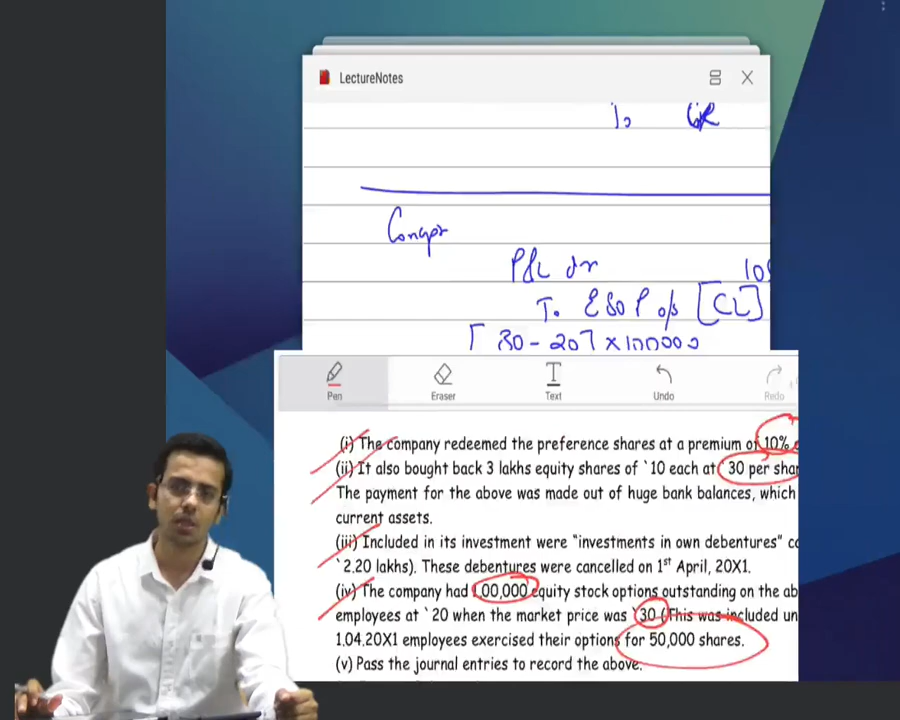 LectureNotes
To
P&L dr 10
To ESOP o/s [CL]
[30-20] × 100000
Pen
Eraser
Text
Undo
Redo
(i) The company redeemed the preference shares at a premium of 10%
(ii) It also bought back 3 lakhs equity shares of `10 each at 30 per shar
The payment for the above was made out of huge bank balances, which
current assets.
(iii) Included in its investment were "investments in own debentures" co
`2.20 lakhs). These debentures were cancelled on 1st April, 20X1.
(iv) The company had 1,00,000 equity stock options outstanding on the ab
employees at `20 when the market price was `30 (This was included un
1.04.20X1 employees exercised their options for 50,000 shares.
(v) Pass the journal entries to record the above.